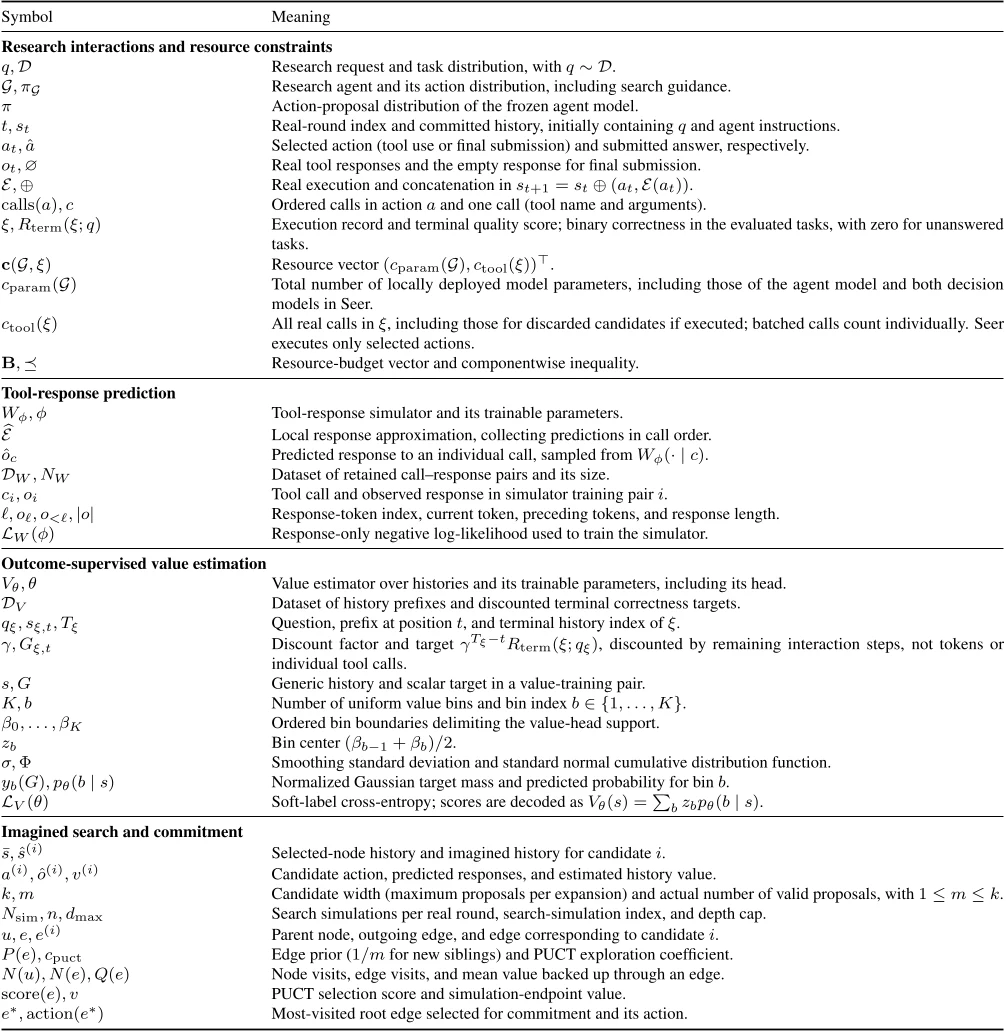 Symbol Meaning
Research interactions and resource constraints
q, 𝒟 Research request and task distribution, with q ∼ 𝒟.
𝒢, π_𝒢 Research agent and its action distribution, including search guidance.
π Action-proposal distribution of the frozen agent model.
t, s_t Real-round index and committed history, initially containing q and agent instructions.
a_t, â Selected action (tool use or final submission) and submitted answer, respectively.
o_t, ∅ Real tool responses and the empty response for final submission.
ℰ, ⊕ Real execution and concatenation in s_{t+1} = s_t ⊕ (a_t, ℰ(a_t)).
calls(a), c Ordered calls in action a and one call (tool name and arguments).
ξ, R_term(ξ; q) Execution record and terminal quality score; binary correctness in the evaluated tasks, with zero for unanswered
tasks.
𝐜(𝒢, ξ) Resource vector (c_param(𝒢), c_tool(ξ))^⊤.
c_param(𝒢) Total number of locally deployed model parameters, including those of the agent model and both decision
models in Seer.
c_tool(ξ) All real calls in ξ, including those for discarded candidates if executed; batched calls count individually. Seer
executes only selected actions.
𝐁, ⪯ Resource-budget vector and componentwise inequality.
Tool-response prediction
W_ϕ, ϕ Tool-response simulator and its trainable parameters.
ℰ̂ Local response approximation, collecting predictions in call order.
ô_c Predicted response to an individual call, sampled from W_ϕ(· | c).
𝒟_W, N_W Dataset of retained call–response pairs and its size.
c_i, o_i Tool call and observed response in simulator training pair i.
ℓ, o_ℓ, o_{<ℓ}, |o| Response-token index, current token, preceding tokens, and response length.
ℒ_W(ϕ) Response-only negative log-likelihood used to train the simulator.
Outcome-supervised value estimation
V_θ, θ Value estimator over histories and its trainable parameters, including its head.
𝒟_V Dataset of history prefixes and discounted terminal correctness targets.
q_ξ, s_{ξ,t}, T_ξ Question, prefix at position t, and terminal history index of ξ.
γ, G_{ξ,t} Discount factor and target γ^{T_ξ−t}R_term(ξ; q_ξ), discounted by remaining interaction steps, not tokens or
individual tool calls.
s, G Generic history and scalar target in a value-training pair.
K, b Number of uniform value bins and bin index b ∈ {1, . . . , K}.
β_0, . . . , β_K Ordered bin boundaries delimiting the value-head support.
z_b Bin center (β_{b−1} + β_b)/2.
σ, Φ Smoothing standard deviation and standard normal cumulative distribution function.
y_b(G), p_θ(b | s) Normalized Gaussian target mass and predicted probability for bin b.
ℒ_V(θ) Soft-label cross-entropy; scores are decoded as V_θ(s) = ∑_b z_b p_θ(b | s).
Imagined search and commitment
s̄, ŝ^{(i)} Selected-node history and imagined history for candidate i.
a^{(i)}, ô^{(i)}, v^{(i)} Candidate action, predicted responses, and estimated history value.
k, m Candidate width (maximum proposals per expansion) and actual number of valid proposals, with 1 ≤ m ≤ k.
N_sim, n, d_max Search simulations per real round, search-simulation index, and depth cap.
u, e, e^{(i)} Parent node, outgoing edge, and edge corresponding to candidate i.
P(e), c_puct Edge prior (1/m for new siblings) and PUCT exploration coefficient.
N(u), N(e), Q(e) Node visits, edge visits, and mean value backed up through an edge.
score(e), v PUCT selection score and simulation-endpoint value.
e*, action(e*) Most-visited root edge selected for commitment and its action.